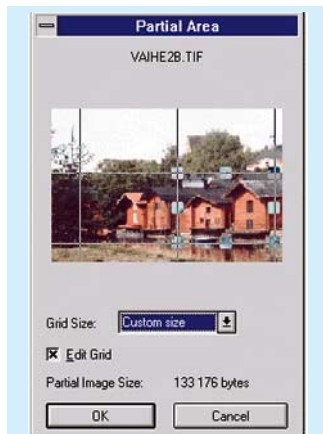 Partial Area
VAIHE2B.TIF
Grid Size: Custom size
Edit Grid
Partial Image Size: 133 176 bytes
OK Cancel